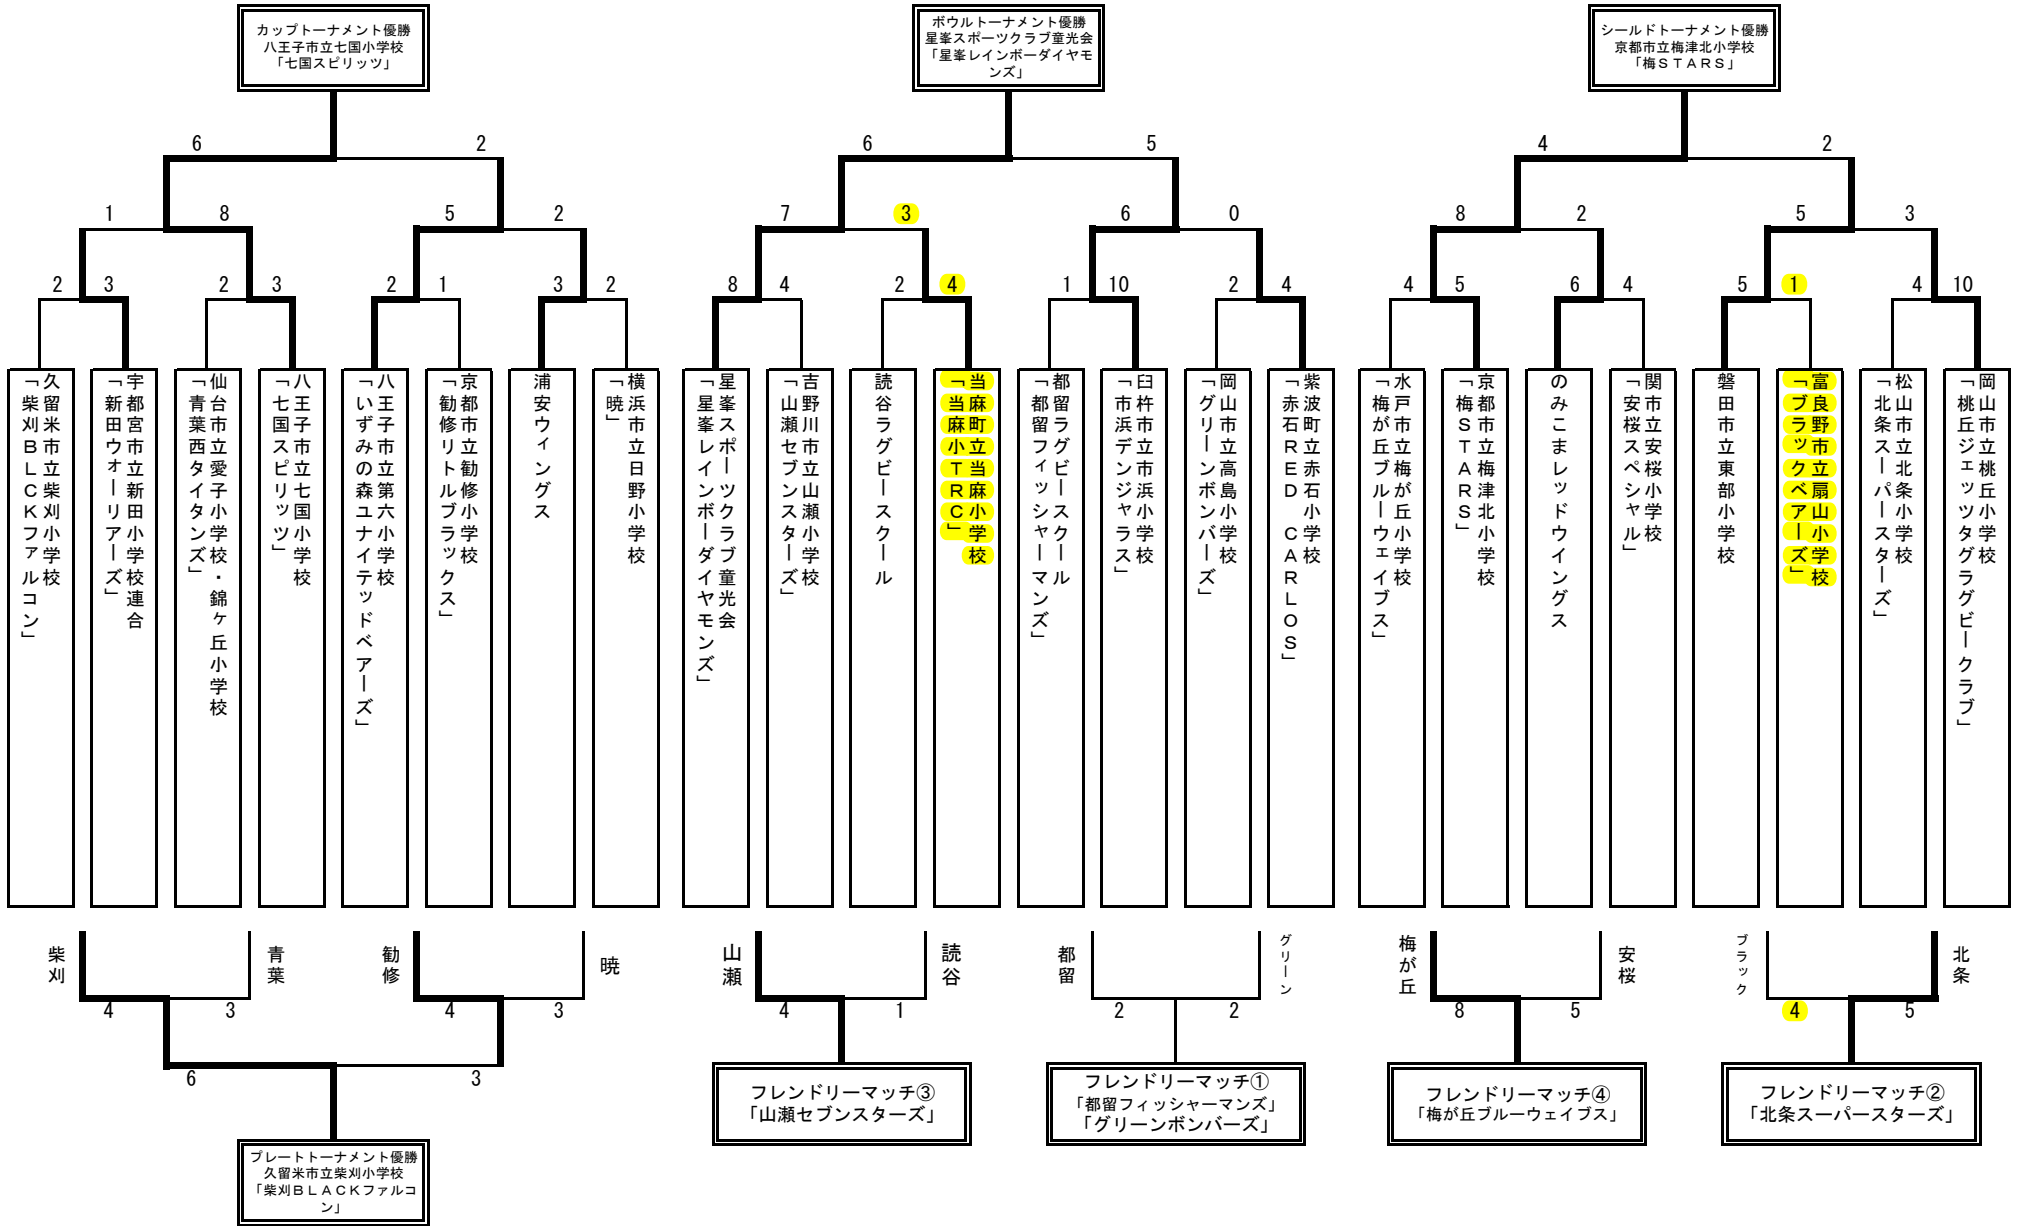 カップトーナメント優勝
八王子市立七国小学校
「七国スピリッツ」
ボウルトーナメント優勝
星峯スポーツクラブ童光会
「星峯レインボーダイヤモ
ンズ」
シールドトーナメント優勝
京都市立梅津北小学校
「梅ＳＴＡＲＳ」
6 2 6 5 4 2
1 8 5 2 7 3 6 0 8 2 5 3
2 3 2 3 2 1 3 2 8 4 2 4 1 10 2 4 4 5 6 4 5 1 4 10
久留米市立柴刈小学校
「柴刈ＢＬＣＫファルコン」
宇都宮市立新田小学校連合
「新田ウォーリアーズ」
仙台市立愛子小学校・錦ケ丘小学校
「青葉西タイタンズ」
八王子市立七国小学校
「七国スピリッツ」
八王子市立第六小学校
「いずみの森ユナイテッドベアーズ」
京都市立勧修小学校
「勧修リトルブラックス」
浦安ウィングス
横浜市立日野小学校
「暁」
星峯スポーツクラブ童光会
「星峯レインボーダイヤモンズ」
吉野川市立山瀬小学校
「山瀬セブンスターズ」
読谷ラグビースクール
当麻町立当麻小学校
「当麻小ＴＲＣ」
都留ラグビースクール
「都留フィッシャーマンズ」
臼杵市立市浜小学校
「市浜デンジャラス」
岡山市立高島小学校
「グリーンボンバーズ」
紫波町立赤石小学校
「赤石ＲＥＤ　ＣＡＲＬＯＳ」
水戸市立梅が丘小学校
「梅が丘ブルーウェイブス」
京都市立梅津北小学校
「梅ＳＴＡＲＳ」
のみこまレッドウイングス
関市立安桜小学校
「安桜スペシャル」
磐田市立東部小学校
富良野市立扇山小学校
「ブラックベアーズ」
松山市立北条小学校
「北条スーパースターズ」
岡山市立桃丘小学校
「桃丘ジェッツタグラグビークラブ」
柴刈
青葉
勧修
暁
山瀬
読谷
都留
グリーン
梅が丘
安桜
ブラック
北条
4 3 4 3 4 1 2 2 8 5 4 5
6 3
フレンドリーマッチ③
「山瀬セブンスターズ」
フレンドリーマッチ①
「都留フィッシャーマンズ」
「グリーンボンバーズ」
フレンドリーマッチ④
「梅が丘ブルーウェイブス」
フレンドリーマッチ②
「北条スーパースターズ」
プレートトーナメント優勝
久留米市立柴刈小学校
「柴刈ＢＬＡＣＫファルコ
ン」